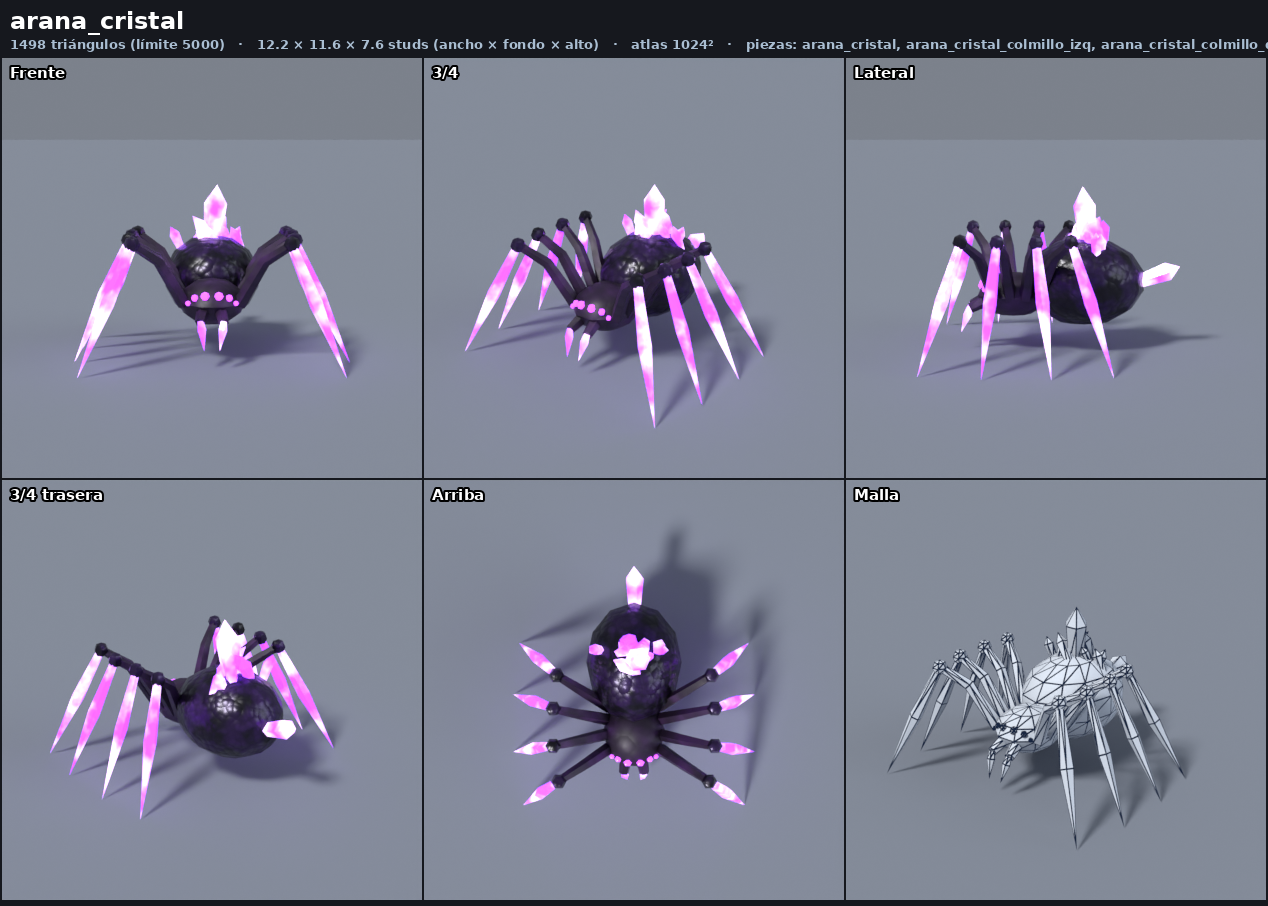 arana_cristal
1498 triángulos (límite 5000) · 12.2 × 11.6 × 7.6 studs (ancho × fondo × alto) · atlas 1024² · piezas: arana_cristal, arana_cristal_colmillo_izq, arana_cristal_colmillo_
Frente
3/4
Lateral
3/4 trasera
Arriba
Malla